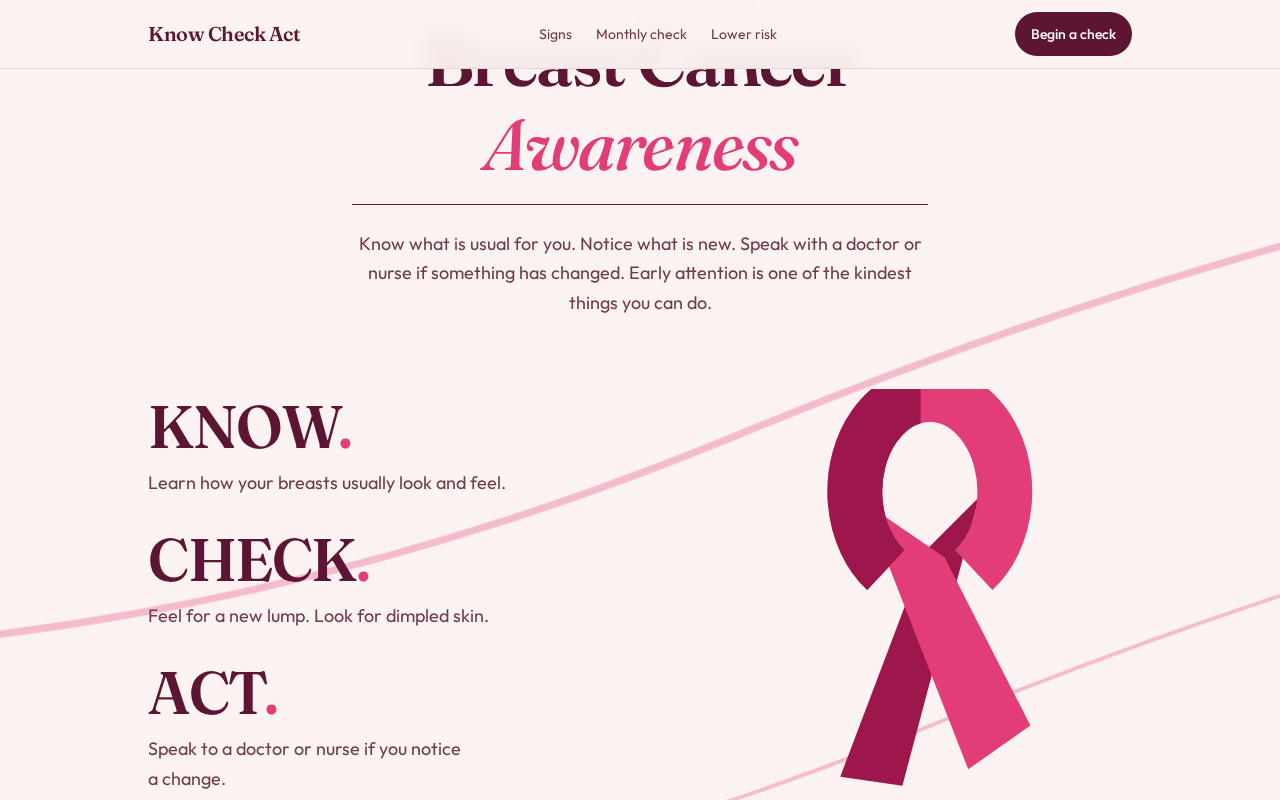 Know Check Act
Signs
Monthly check
Lower risk
Begin a check
Breast Cancer
Awareness
Know what is usual for you. Notice what is new. Speak with a doctor or
nurse if something has changed. Early attention is one of the kindest
things you can do.
KNOW.
Learn how your breasts usually look and feel.
CHECK.
Feel for a new lump. Look for dimpled skin.
ACT.
Speak to a doctor or nurse if you notice
a change.